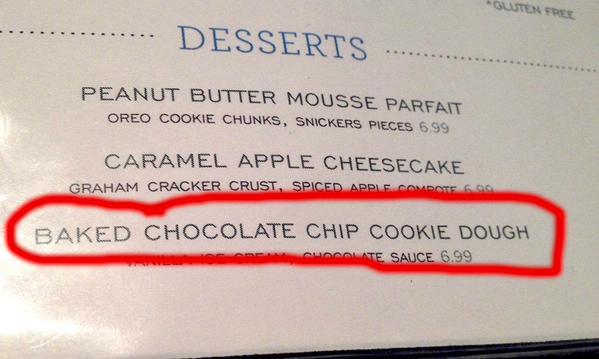 *GLUTEN FREE
DESSERTS
PEANUT BUTTER MOUSSE PARFAIT
OREO COOKIE CHUNKS, SNICKERS PIECES 6.99
CARAMEL APPLE CHEESECAKE
GRAHAM CRACKER CRUST, SPICED APPLE COMPOTE 6.99
BAKED CHOCOLATE CHIP COOKIE DOUGH
VANILLA ICE CREAM, CHOCOLATE SAUCE 6.99